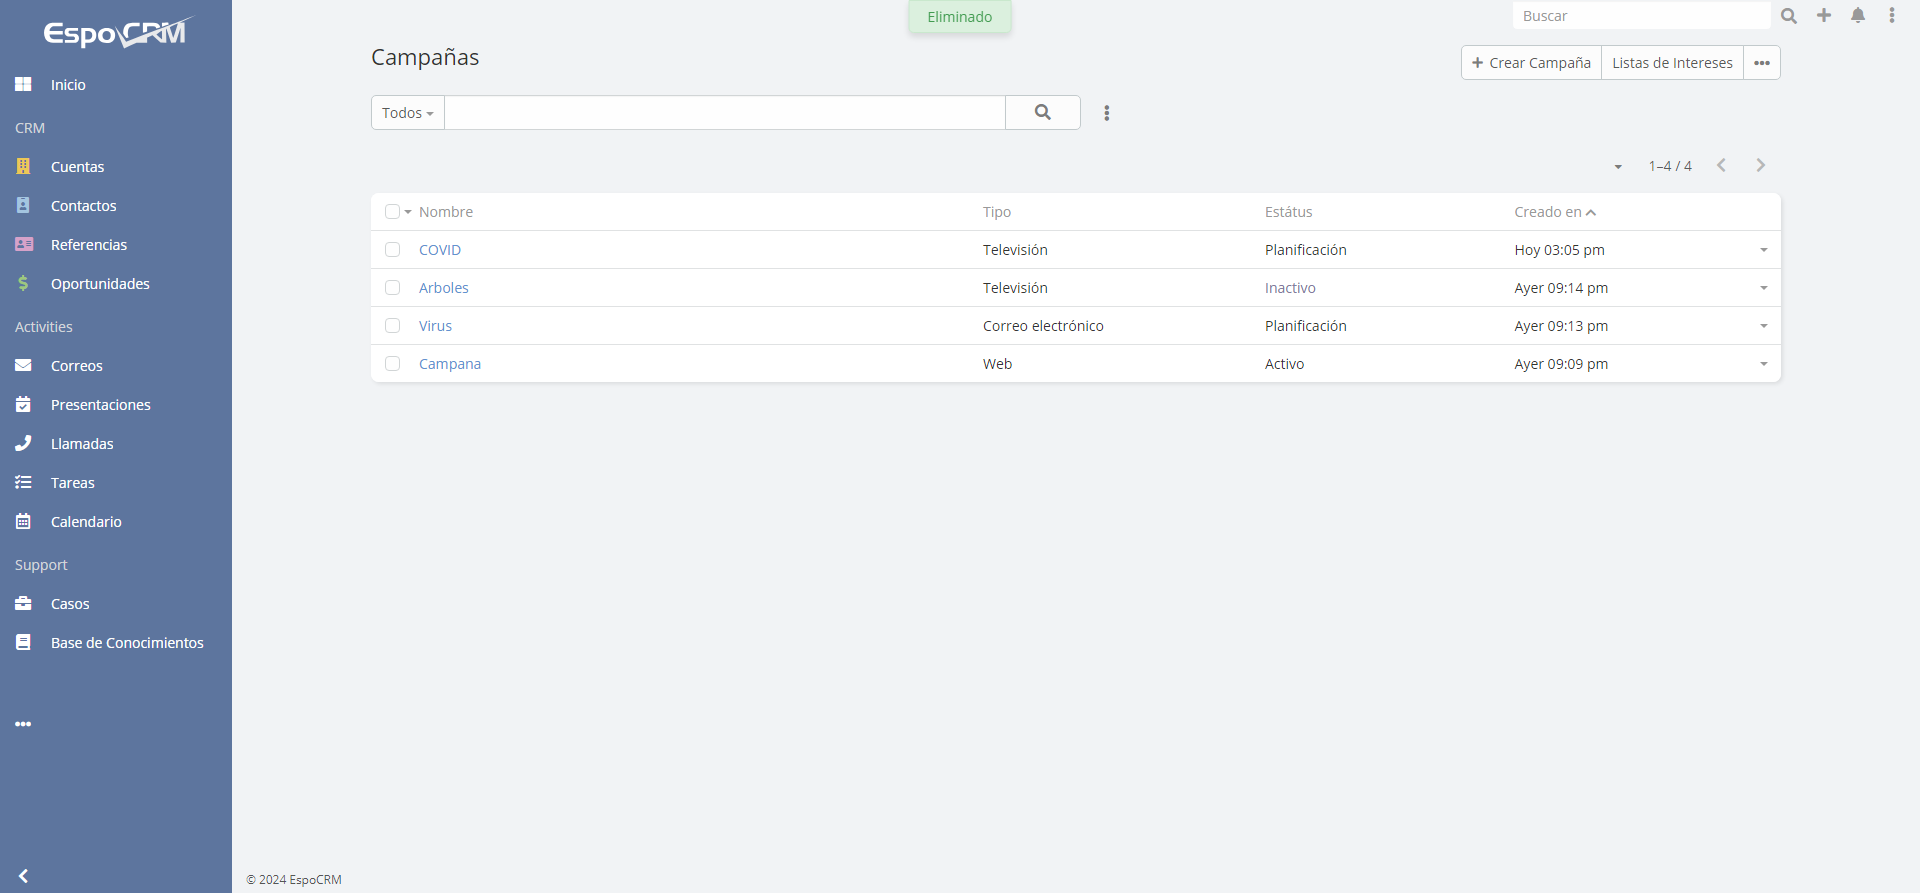 EspoCRM
Eliminado
Buscar
Inicio
CRM
Cuentas
Contactos
Referencias
Oportunidades
Activities
Correos
Presentaciones
Llamadas
Tareas
Calendario
Support
Casos
Base de Conocimientos
Campañas
Crear Campaña
Listas de Intereses
Todos
1–4 / 4
Nombre Tipo Estátus Creado en
COVID Televisión Planificación Hoy 03:05 pm
Arboles Televisión Inactivo Ayer 09:14 pm
Virus Correo electrónico Planificación Ayer 09:13 pm
Campana Web Activo Ayer 09:09 pm
© 2024 EspoCRM